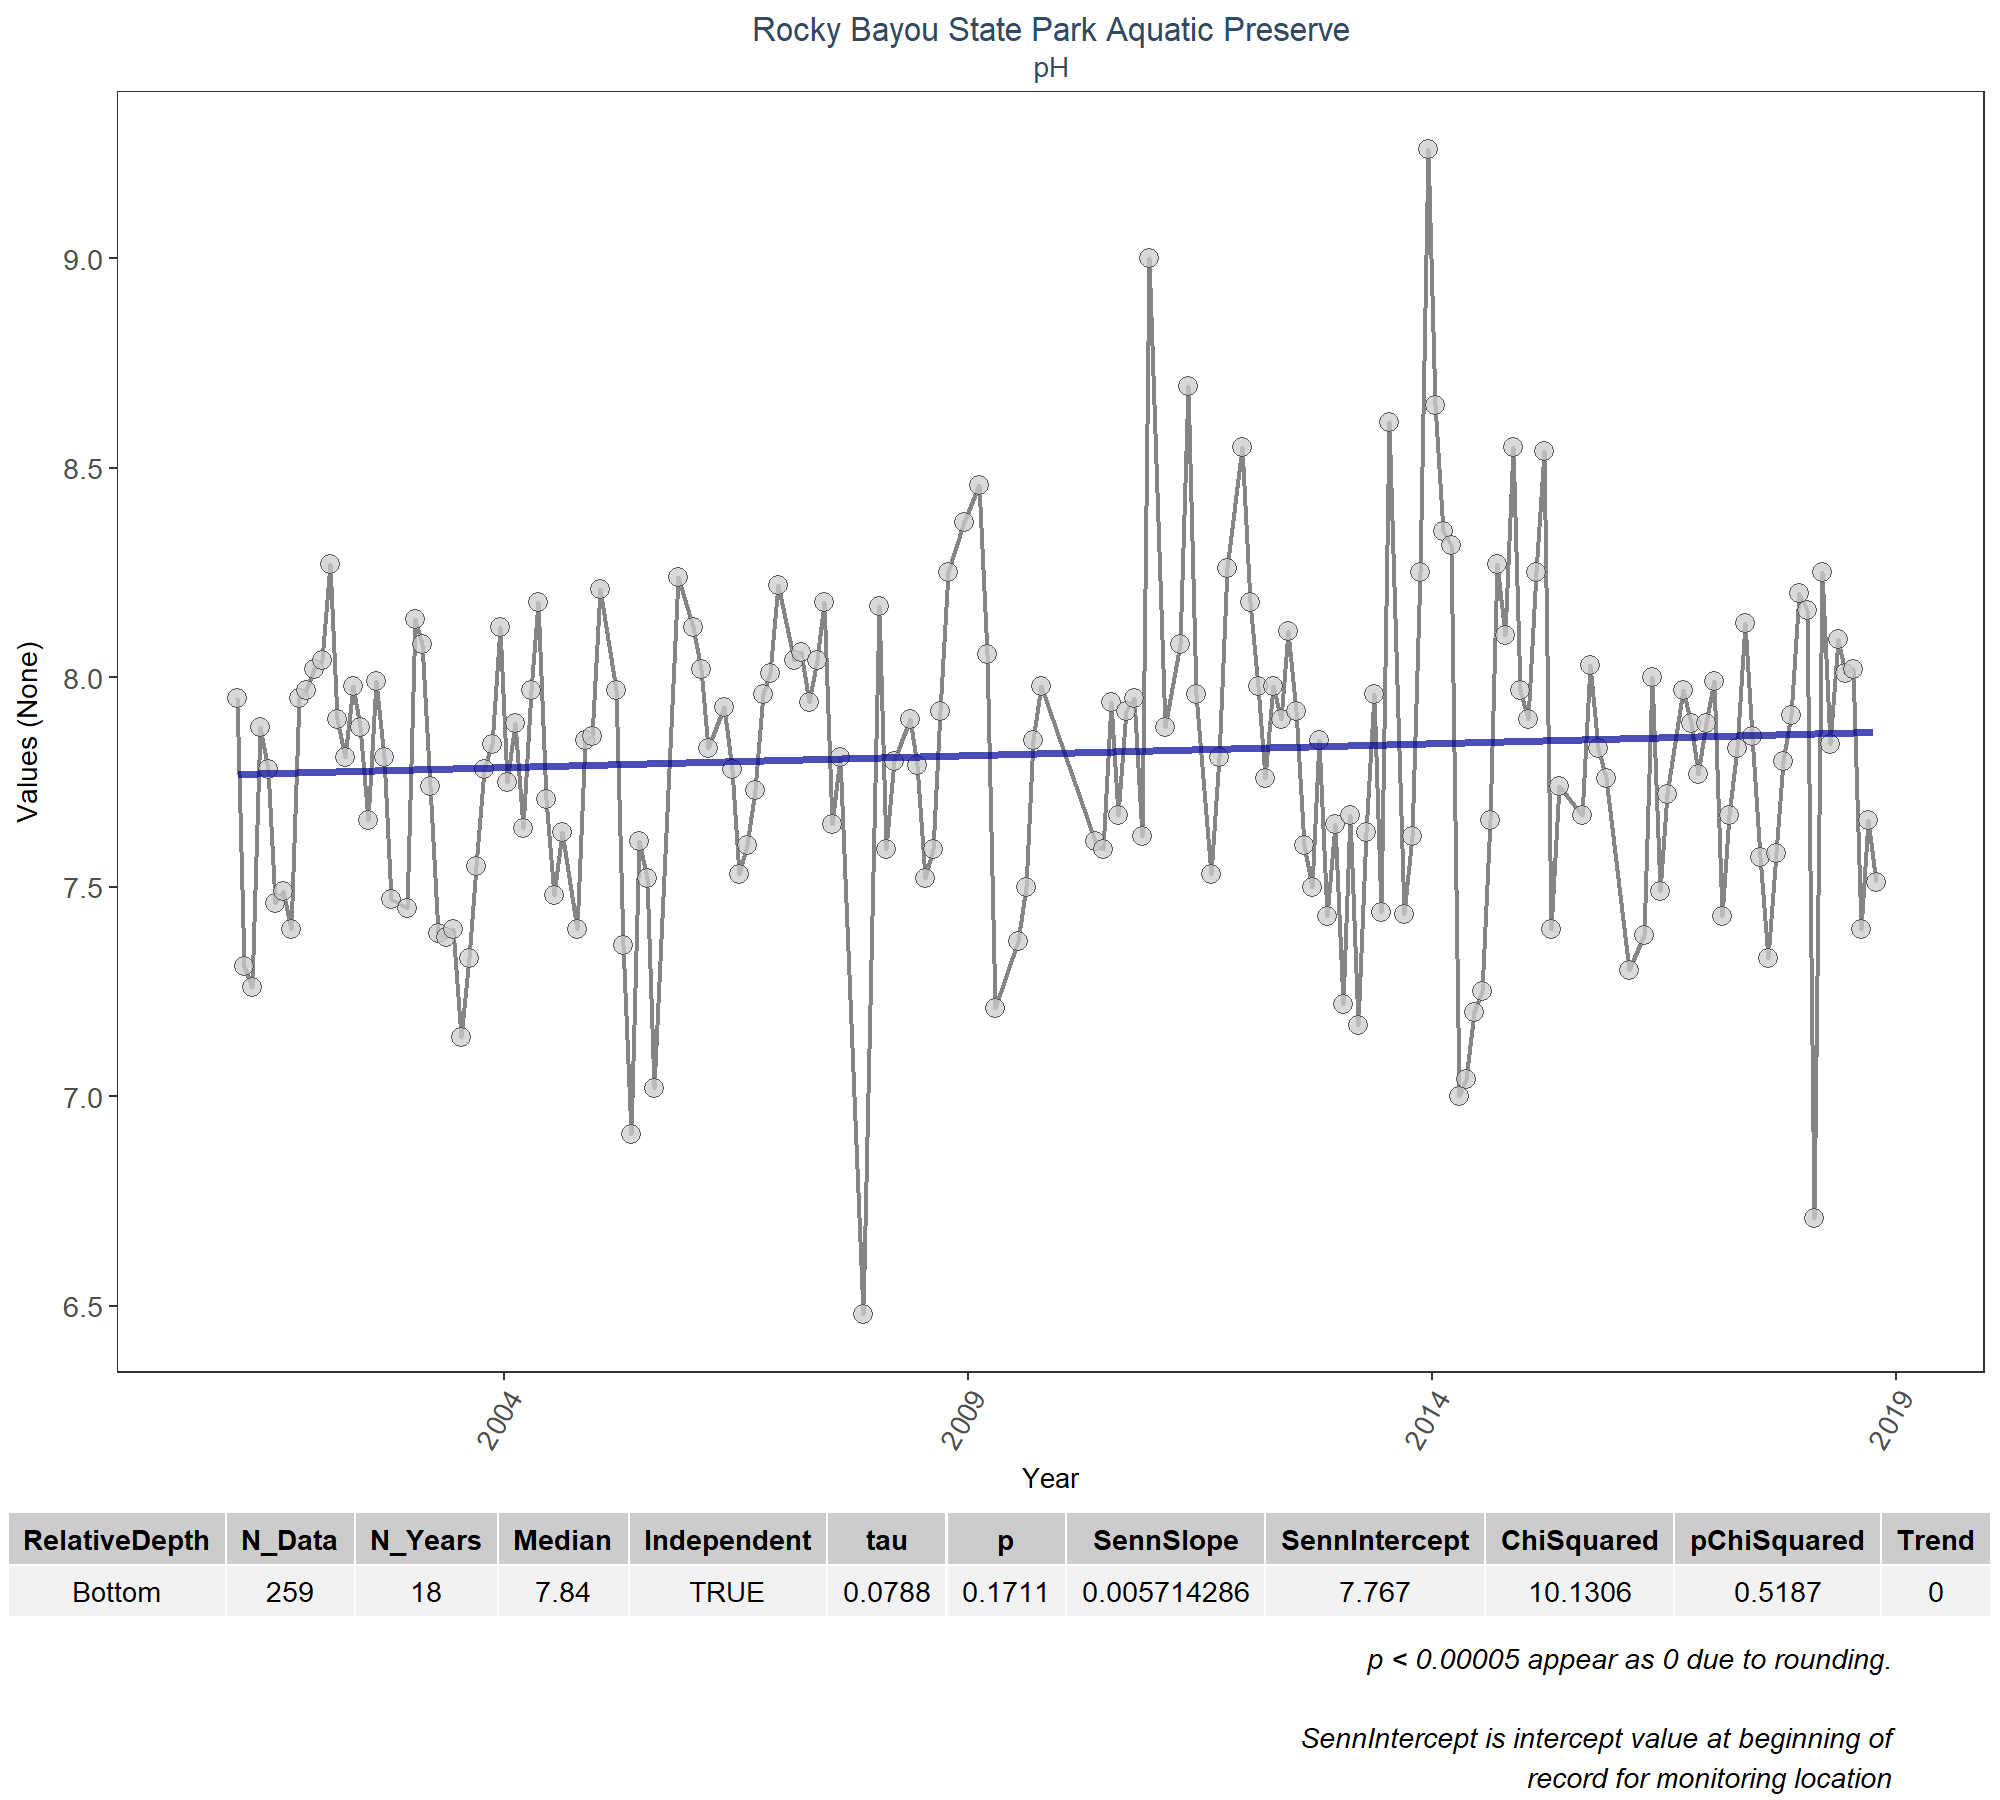 Rocky Bayou State Park Aquatic Preserve
pH
9.0
8.5
8.0
7.5
7.0
6.5
Values (None)
2004 2009 2014 2019
Year
RelativeDepth N_Data N_Years Median Independent tau p SennSlope SennIntercept ChiSquared pChiSquared Trend
Bottom 259 18 7.84 TRUE 0.0788 0.1711 0.005714286 7.767 10.1306 0.5187 0
p < 0.00005 appear as 0 due to rounding.
SennIntercept is intercept value at beginning of
record for monitoring location